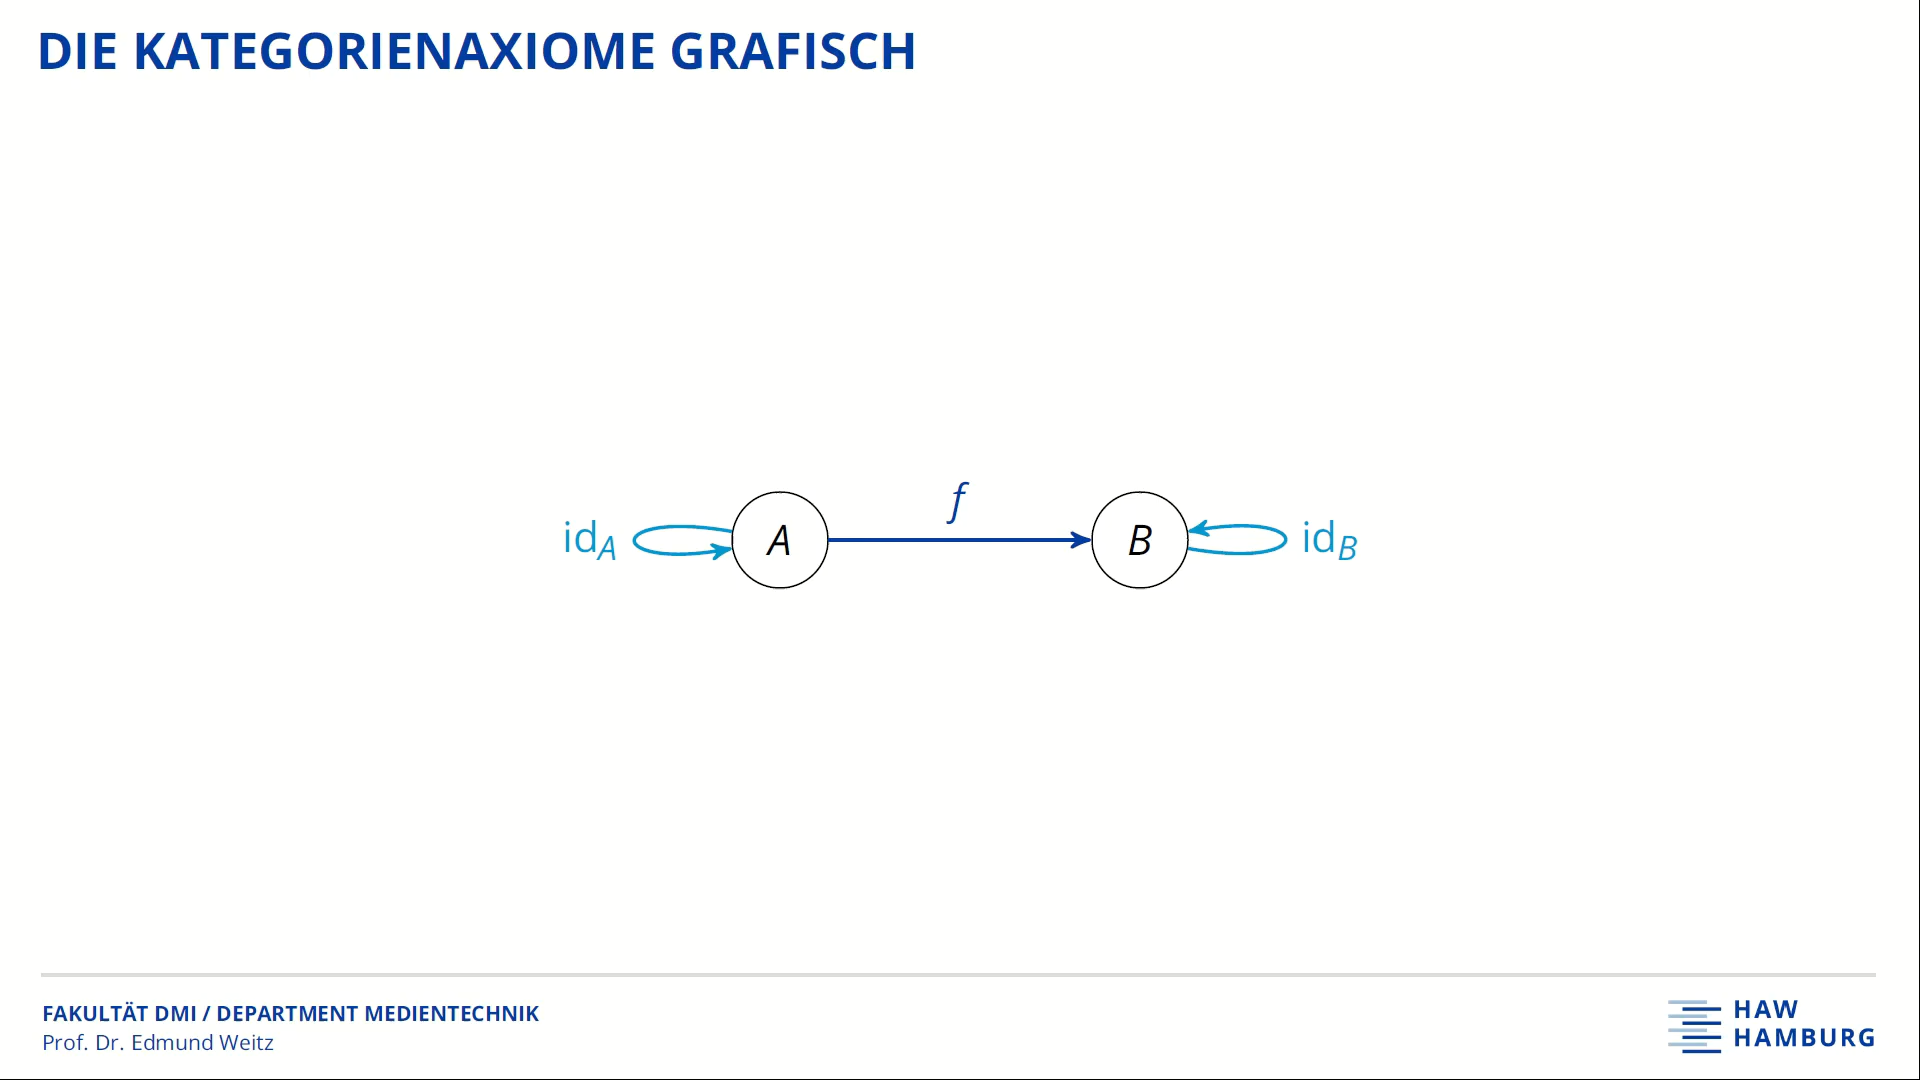 DIE KATEGORIENAXIOME GRAFISCH
f
id_A A B id_B
FAKULTÄT DMI / DEPARTMENT MEDIENTECHNIK
Prof. Dr. Edmund Weitz
HAW
HAMBURG